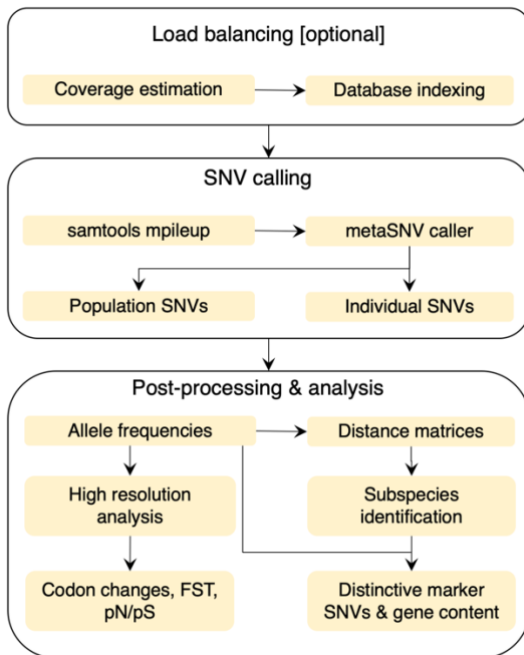 Load balancing [optional]
Coverage estimation
Database indexing
SNV calling
samtools mpileup
metaSNV caller
Population SNVs
Individual SNVs
Post-processing & analysis
Allele frequencies
Distance matrices
High resolution
analysis
Subspecies
identification
Codon changes, FST,
pN/pS
Distinctive marker
SNVs & gene content